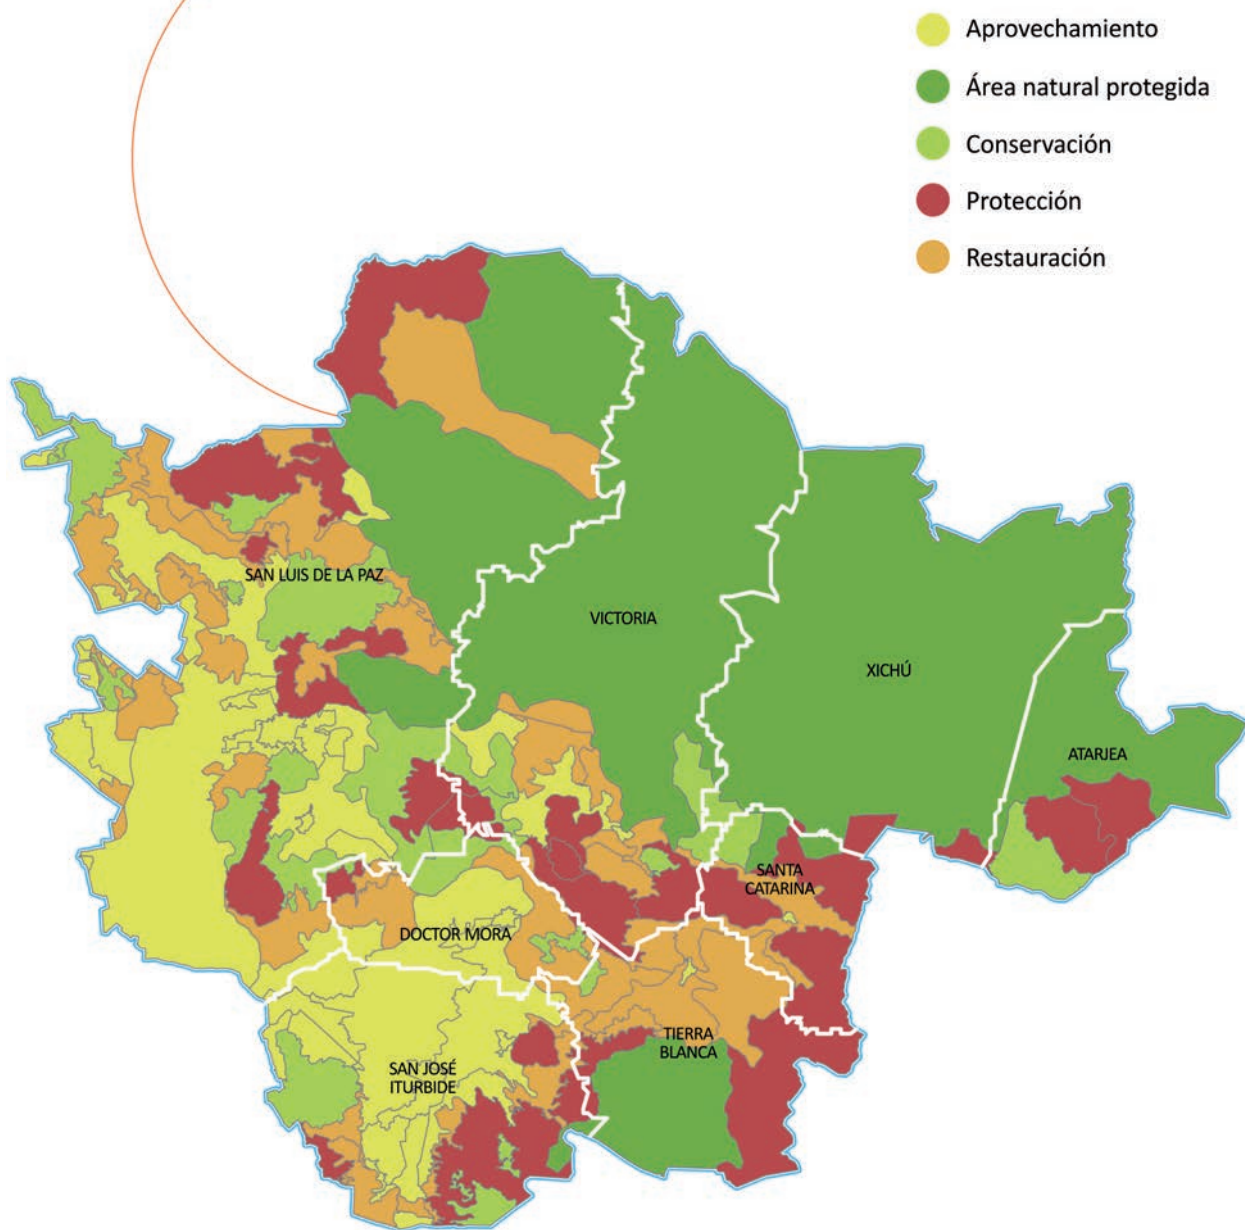 Aprovechamiento
Área natural protegida
Conservación
Protección
Restauración
SAN LUIS DE LA PAZ
VICTORIA
XICHÚ
ATARJEA
SANTA
CATARINA
DOCTOR MORA
TIERRA
BLANCA
SAN JOSÉ
ITURBIDE